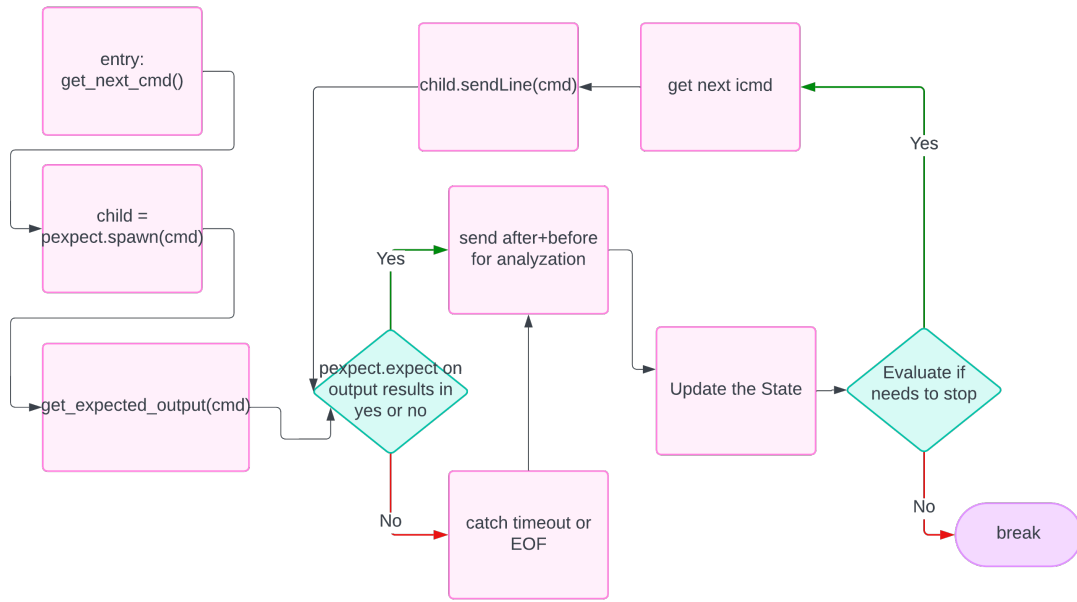 entry:
get_next_cmd()
child =
pexpect.spawn(cmd)
get_expected_output(cmd)
child.sendLine(cmd)
get next icmd
Yes
send after+before
for analyzation
Yes
pexpect.expect on
output results in
yes or no
Update the State
Evaluate if
needs to stop
No
catch timeout or
EOF
No
break